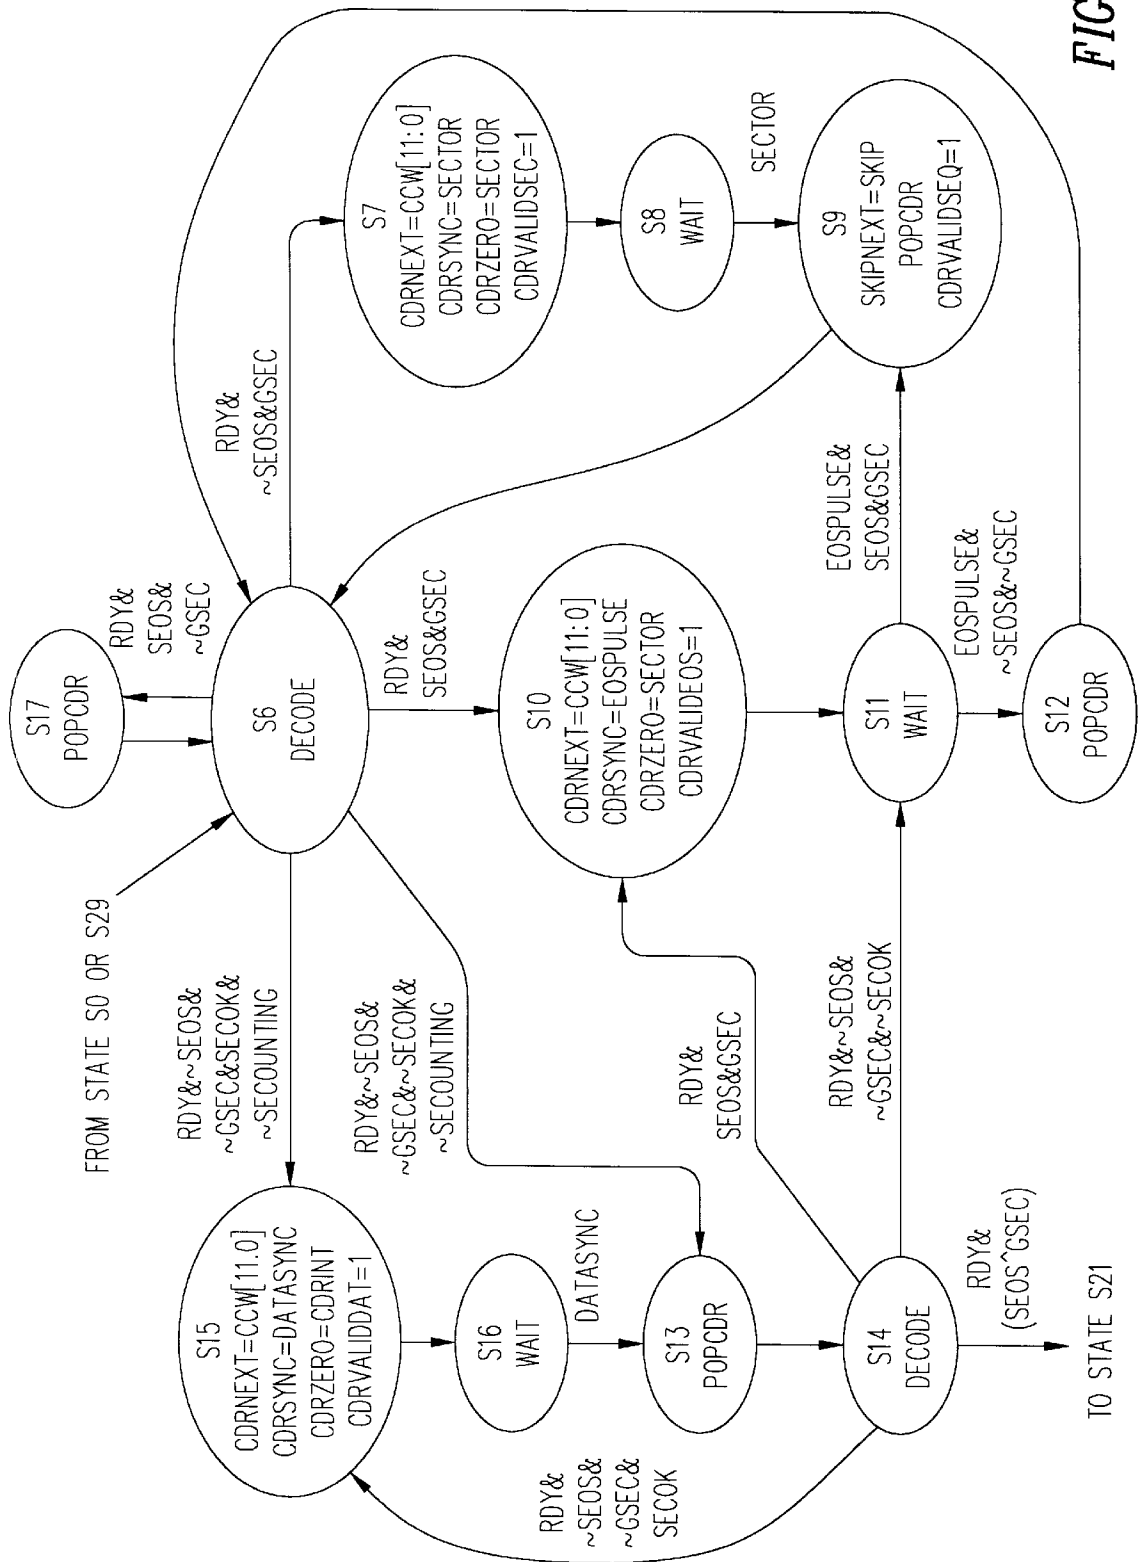 FIG
S17
POPCDR
RDY&
SEOS&
~GSEC
FROM STATE S0 OR S29
S6
DECODE
RDY&
~SEOS&GSEC
S7
CDRNEXT=CCW[11:0]
CDRSYNC=SECTOR
CDRZERO=SECTOR
CDRVALIDSEC=1
S8
WAIT
SECTOR
S9
SKIPNEXT=SKIP
POPCDR
CDRVALIDSEQ=1
RDY&
SEOS&GSEC
S10
CDRNEXT=CCW[11:0]
CDRSYNC=EOSPULSE
CDRZERO=SECTOR
CDRVALIDEOS=1
EOSPULSE&
SEOS&GSEC
S11
WAIT
EOSPULSE&
~SEOS&~GSEC
S12
POPCDR
RDY&~SEOS&
~GSEC&SECOK&
~SECOUNTING
RDY&~SEOS&
~GSEC&~SECOK&
~SECOUNTING
S15
CDRNEXT=CCW[11.0]
CDRSYNC=DATASYNC
CDRZERO=CDRINT
CDRVALIDDAT=1
S16
WAIT
DATASYNC
S13
POPCDR
RDY&
SEOS&GSEC
RDY&~SEOS&
~GSEC&~SECOK
S14
DECODE
RDY&
~SEOS&
~GSEC&
SECOK
RDY&
(SEOS^GSEC)
TO STATE S21